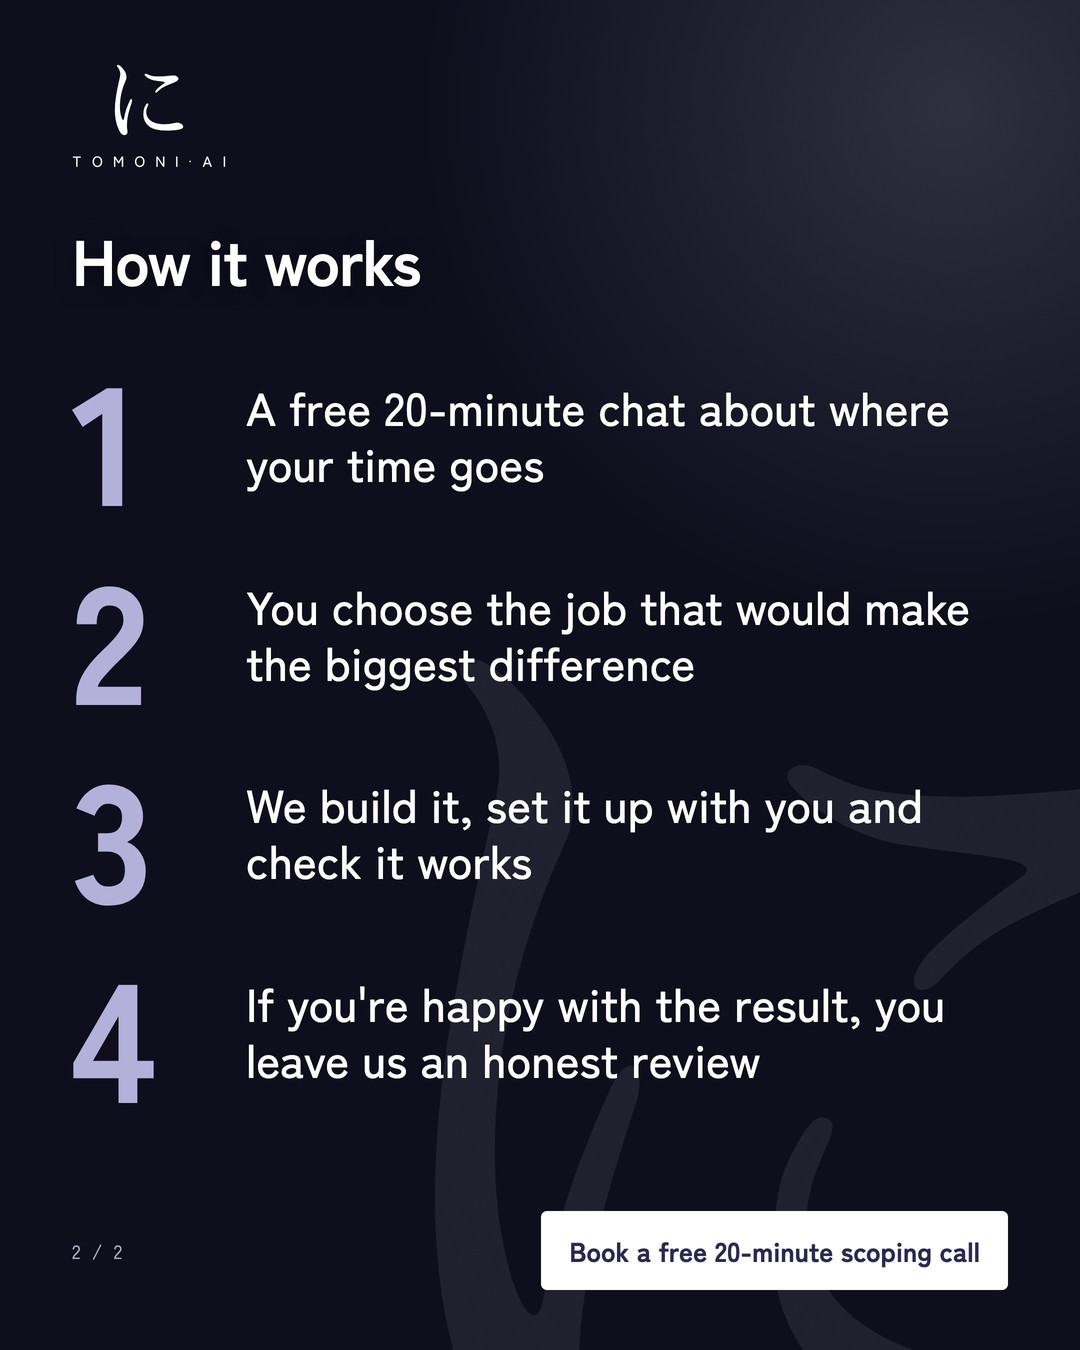 に
TOMONI·AI
How it works
1
A free 20-minute chat about where
your time goes
2
You choose the job that would make
the biggest difference
3
We build it, set it up with you and
check it works
4
If you're happy with the result, you
leave us an honest review
2 / 2
Book a free 20-minute scoping call